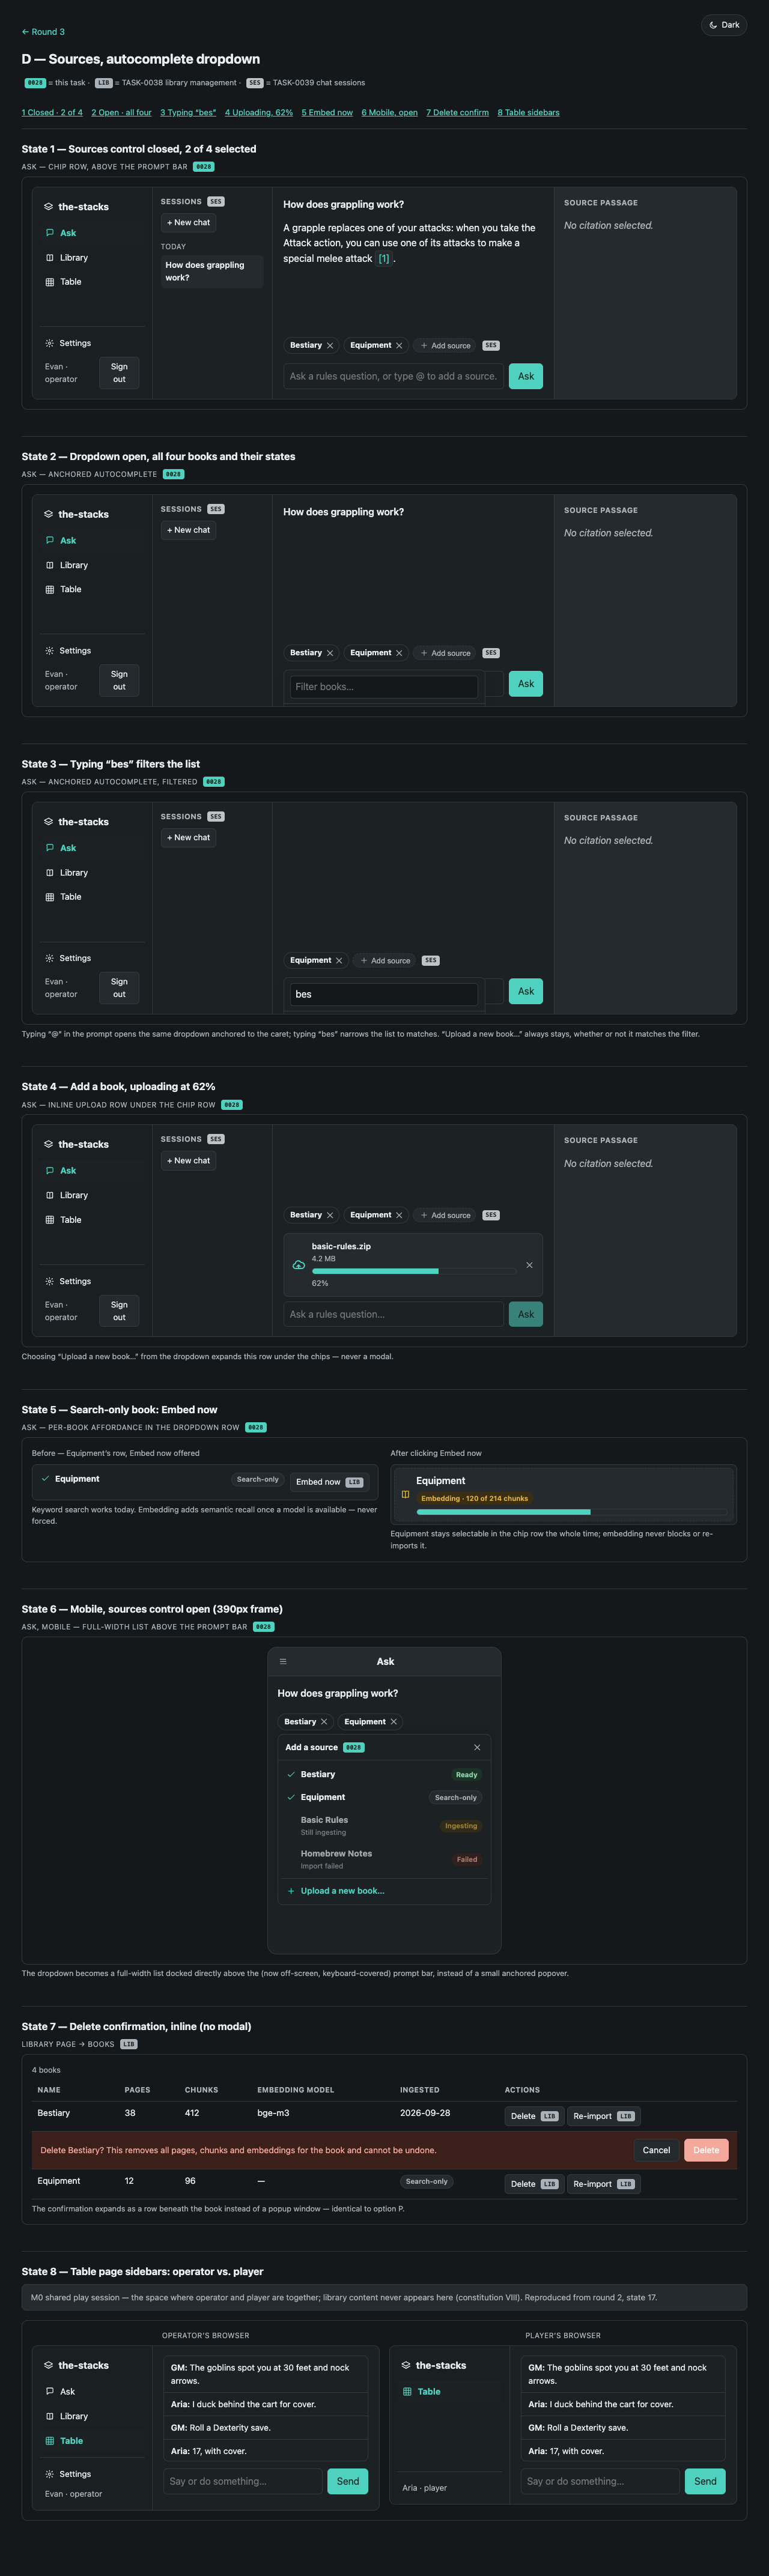 ← Round 3
Dark
D — Sources, autocomplete dropdown
0028 = this task · LIB = TASK-0038 library management · SES = TASK-0039 chat sessions
1 Closed · 2 of 4 2 Open · all four 3 Typing “bes” 4 Uploading, 62% 5 Embed now 6 Mobile, open 7 Delete confirm 8 Table sidebars
State 1 — Sources control closed, 2 of 4 selected
ASK — CHIP ROW, ABOVE THE PROMPT BAR 0028
the-stacks
Ask
Library
Table
Settings
Evan · operator
Sign out
SESSIONS SES
+ New chat
TODAY
How does grappling work?
How does grappling work?
A grapple replaces one of your attacks: when you take the
Attack action, you can use one of its attacks to make a
special melee attack [1].
Bestiary Equipment Add source SES
Ask a rules question, or type @ to add a source.
Ask
SOURCE PASSAGE
No citation selected.
State 2 — Dropdown open, all four books and their states
ASK — ANCHORED AUTOCOMPLETE 0028
the-stacks
Ask
Library
Table
Settings
Evan · operator
Sign out
SESSIONS SES
+ New chat
How does grappling work?
Bestiary Equipment Add source SES
Filter books...
Ask
SOURCE PASSAGE
No citation selected.
State 3 — Typing “bes” filters the list
ASK — ANCHORED AUTOCOMPLETE, FILTERED 0028
the-stacks
Ask
Library
Table
Settings
Evan · operator
Sign out
SESSIONS SES
+ New chat
Equipment Add source SES
bes
Ask
SOURCE PASSAGE
No citation selected.
Typing “@” in the prompt opens the same dropdown anchored to the caret; typing “bes” narrows the list to matches. “Upload a new book…” always stays, whether or not it matches the filter.
State 4 — Add a book, uploading at 62%
ASK — INLINE UPLOAD ROW UNDER THE CHIP ROW 0028
the-stacks
Ask
Library
Table
Settings
Evan · operator
Sign out
SESSIONS SES
+ New chat
Bestiary Equipment Add source SES
basic-rules.zip
4.2 MB
62%
Ask a rules question...
Ask
SOURCE PASSAGE
No citation selected.
Choosing “Upload a new book…” from the dropdown expands this row under the chips — never a modal.
State 5 — Search-only book: Embed now
ASK — PER-BOOK AFFORDANCE IN THE DROPDOWN ROW 0028
Before — Equipment’s row, Embed now offered
Equipment Search-only Embed now LIB
Keyword search works today. Embedding adds semantic recall once a model is available — never
forced.
After clicking Embed now
Equipment
Embedding · 120 of 214 chunks
Equipment stays selectable in the chip row the whole time; embedding never blocks or re-
imports it.
State 6 — Mobile, sources control open (390px frame)
ASK, MOBILE — FULL-WIDTH LIST ABOVE THE PROMPT BAR 0028
Ask
How does grappling work?
Bestiary Equipment
Add a source 0028
Bestiary Ready
Equipment Search-only
Basic Rules
Still ingesting
Ingesting
Homebrew Notes
Import failed
Failed
Upload a new book...
The dropdown becomes a full-width list docked directly above the (now off-screen, keyboard-covered) prompt bar, instead of a small anchored popover.
State 7 — Delete confirmation, inline (no modal)
LIBRARY PAGE → BOOKS LIB
4 books
NAME PAGES CHUNKS EMBEDDING MODEL INGESTED ACTIONS
Bestiary 38 412 bge-m3 2026-09-28 Delete LIB Re-import LIB
Delete Bestiary? This removes all pages, chunks and embeddings for the book and cannot be undone. Cancel Delete
Equipment 12 96 — Search-only Delete LIB Re-import LIB
The confirmation expands as a row beneath the book instead of a popup window — identical to option P.
State 8 — Table page sidebars: operator vs. player
M0 shared play session — the space where operator and player are together; library content never appears here (constitution VIII). Reproduced from round 2, state 17.
OPERATOR'S BROWSER
the-stacks
Ask
Library
Table
Settings
Evan · operator
GM: The goblins spot you at 30 feet and nock
arrows.
Aria: I duck behind the cart for cover.
GM: Roll a Dexterity save.
Aria: 17, with cover.
Say or do something...
Send
PLAYER'S BROWSER
the-stacks
Table
Aria · player
GM: The goblins spot you at 30 feet and nock
arrows.
Aria: I duck behind the cart for cover.
GM: Roll a Dexterity save.
Aria: 17, with cover.
Say or do something...
Send